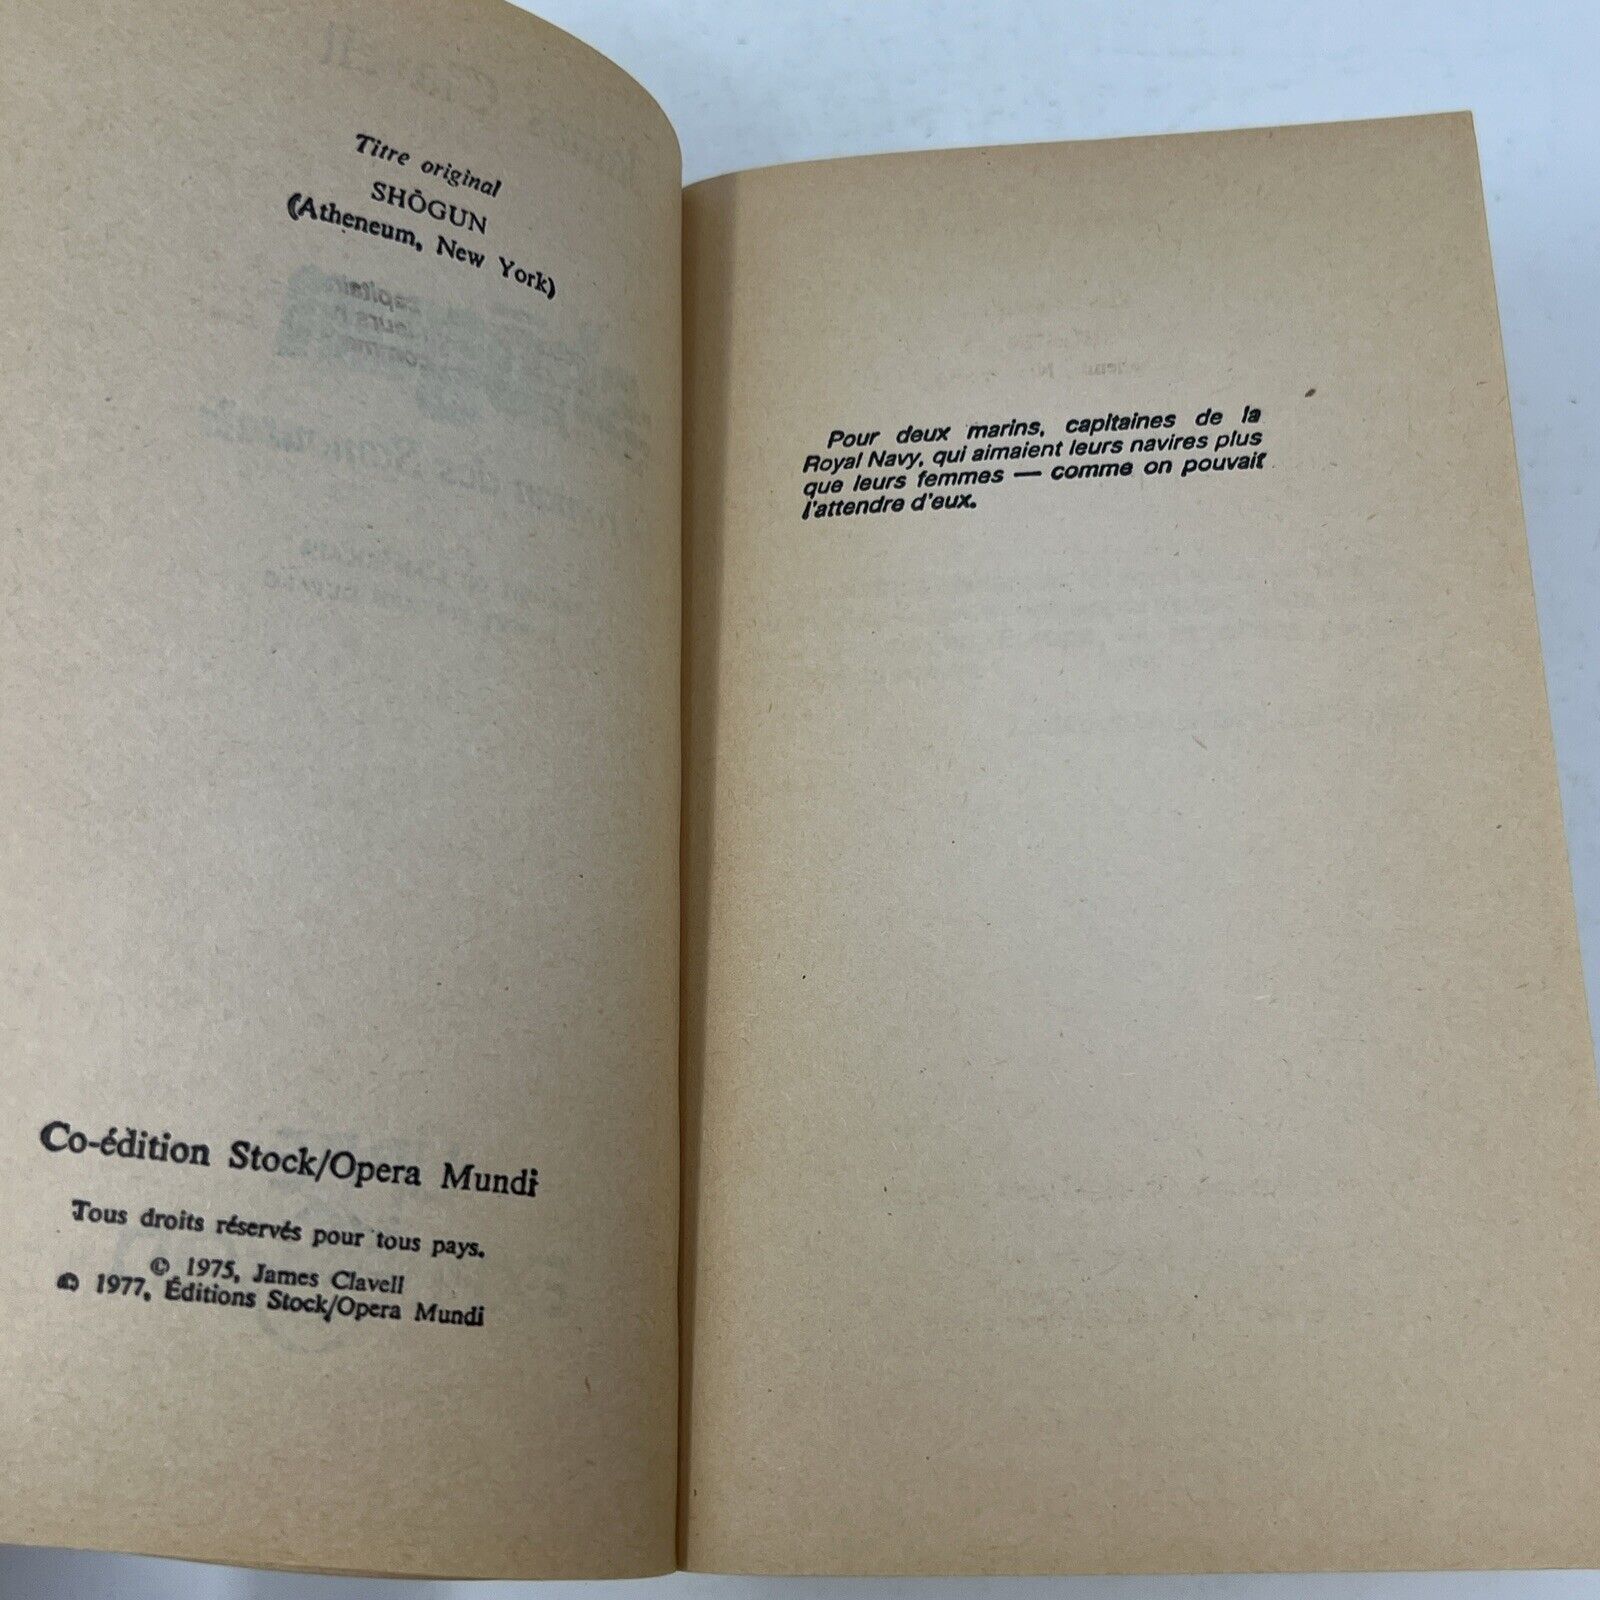 Titre original
SHŌGUN
(Atheneum, New York)
Co-édition Stock/Opera Mundi
Tous droits réservés pour tous pays.
© 1975, James Clavell
© 1977, Éditions Stock/Opera Mundi
Pour deux marins, capitaines de la
Royal Navy, qui aimaient leurs navires plus
que leurs femmes — comme on pouvait
l'attendre d'eux.